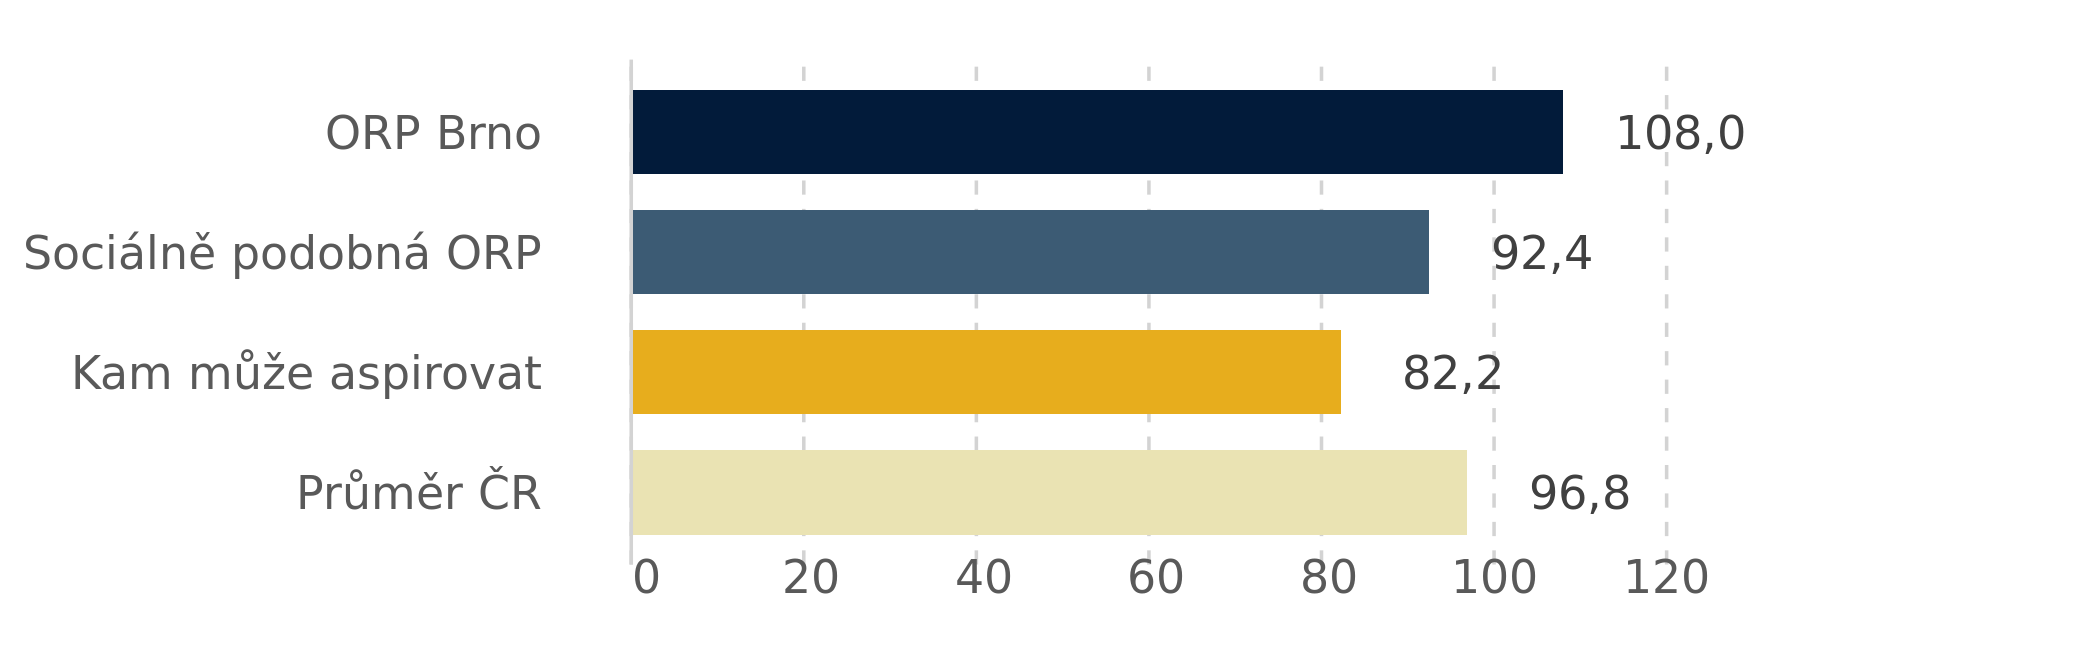 ORP Brno 108,0
Sociálně podobná ORP 92,4
Kam může aspirovat 82,2
Průměr ČR 96,8
0 20 40 60 80 100 120